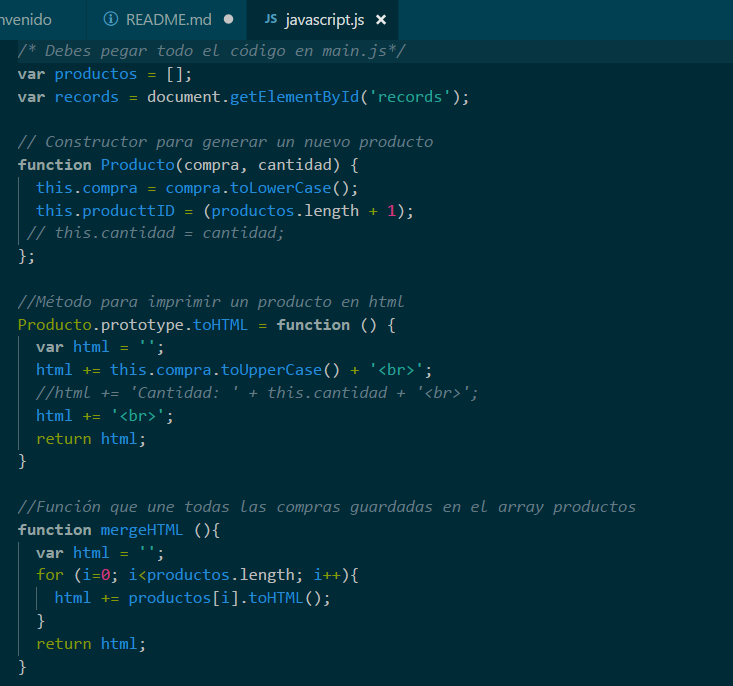 nvenido README.md JS javascript.js
/* Debes pegar todo el código en main.js*/
var productos = [];
var records = document.getElementById('records');
// Constructor para generar un nuevo producto
function Producto(compra, cantidad) {
this.compra = compra.toLowerCase();
this.producttID = (productos.length + 1);
// this.cantidad = cantidad;
};
//Método para imprimir un producto en html
Producto.prototype.toHTML = function () {
var html = '';
html += this.compra.toUpperCase() + '<br>';
//html += 'Cantidad: ' + this.cantidad + '<br>';
html += '<br>';
return html;
}
//Función que une todas las compras guardadas en el array productos
function mergeHTML (){
var html = '';
for (i=0; i<productos.length; i++){
html += productos[i].toHTML();
}
return html;
}